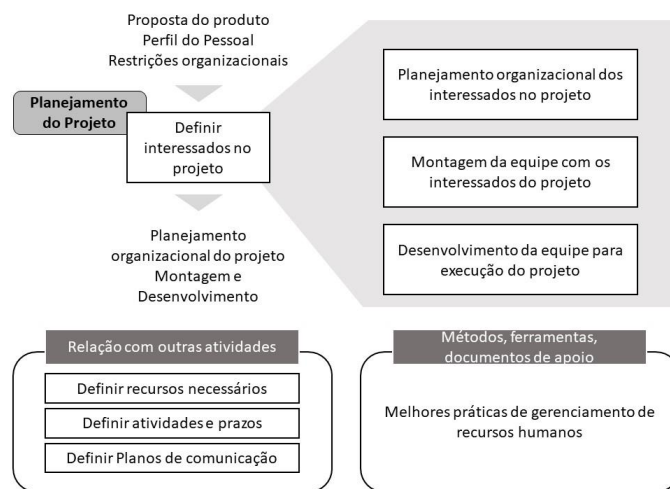 Proposta do produto
Perfil do Pessoal
Restrições organizacionais
Planejamento
do Projeto
Definir
interessados no
projeto
Planejamento
organizacional do projeto
Montagem e
Desenvolvimento
Planejamento organizacional dos
interessados no projeto
Montagem da equipe com os
interessados do projeto
Desenvolvimento da equipe para
execução do projeto
Relação com outras atividades
Definir recursos necessários
Definir atividades e prazos
Definir Planos de comunicação
Métodos, ferramentas,
documentos de apoio
Melhores práticas de gerenciamento de
recursos humanos